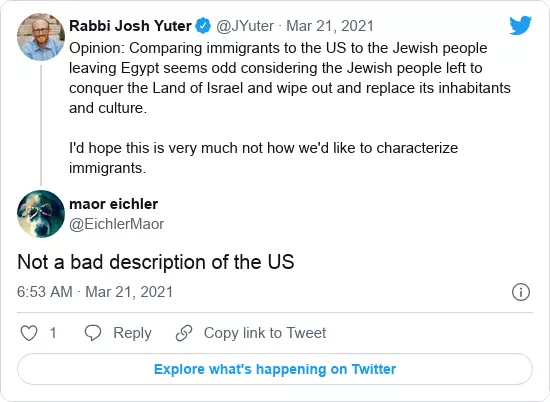 Rabbi Josh Yuter @JYuter · Mar 21, 2021
Opinion: Comparing immigrants to the US to the Jewish people
leaving Egypt seems odd considering the Jewish people left to
conquer the Land of Israel and wipe out and replace its inhabitants
and culture.
I'd hope this is very much not how we'd like to characterize
immigrants.
maor eichler
@EichlerMaor
Not a bad description of the US
6:53 AM · Mar 21, 2021
1 Reply Copy link to Tweet
Explore what's happening on Twitter